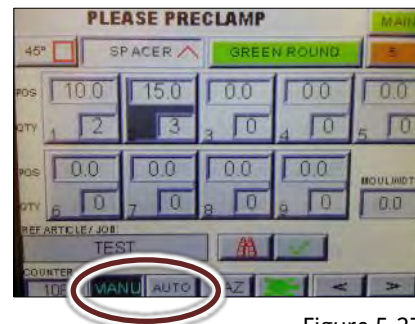 PLEASE PRECLAMP
MAIN
45° SPACER GREEN ROUND
POS 10.0 15.0 0.0 0.0 0.0
QTY 1 2 3 3 0 4 0 5 0
POS 0.0 0.0 0.0 0.0 MOULWDT
QTY 6 0 7 0 8 0 9 0 0.0
REF ARTICLE/ JOB
TEST
COUNTER
108 MANU AUTO AZ < >
Figure 5-27